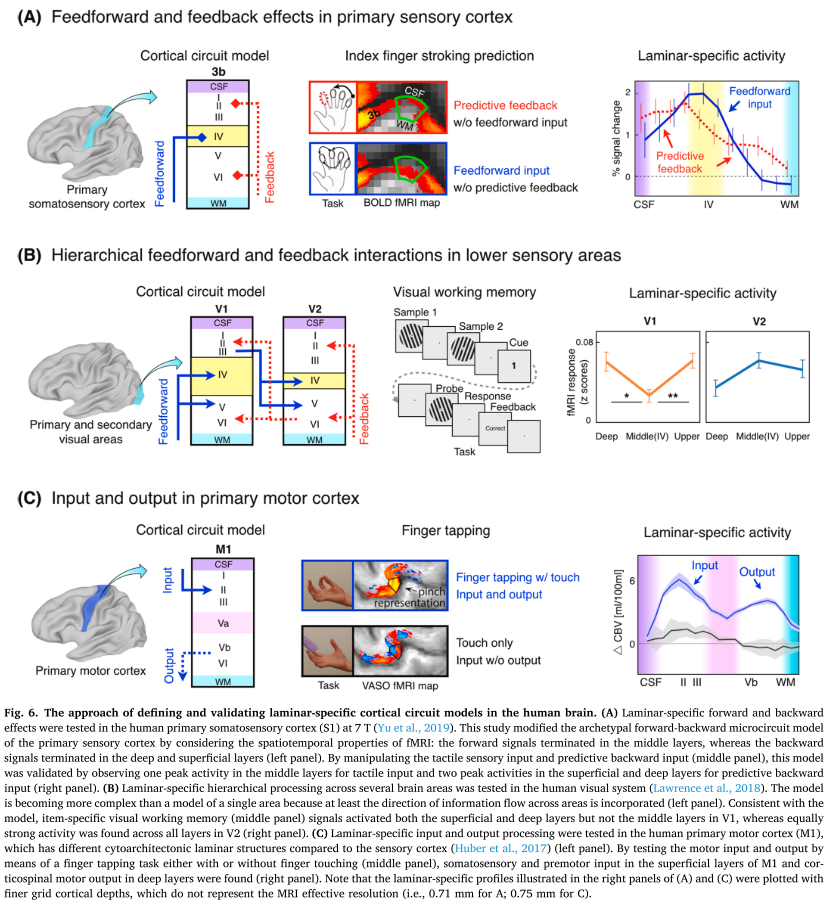 (A) Feedforward and feedback effects in primary sensory cortex
Cortical circuit model
3b
CSF
I
II
III
IV
V
VI
WM
Feedforward
Feedback
Primary
somatosensory cortex
Index finger stroking prediction
CSF
3b
WM
Predictive feedback
w/o feedforward input
Feedforward input
w/o predictive feedback
Task
BOLD fMRI map
Laminar-specific activity
% signal change
2
1
0
Feedforward
input
Predictive
feedback
CSF
IV
WM
(B) Hierarchical feedforward and feedback interactions in lower sensory areas
Cortical circuit model
V1
V2
CSF
I
II
III
IV
V
VI
WM
CSF
I
II
III
IV
V
VI
WM
Feedforward
Feedback
Primary and secondary
visual areas
Visual working memory
Sample 1
Sample 2
Cue
1
Probe
Response
Feedback
Correct
Task
Laminar-specific activity
V1
V2
fMRI response
(z scores)
0.08
0
*
**
Deep Middle(IV) Upper
Deep Middle(IV) Upper
(C) Input and output in primary motor cortex
Cortical circuit model
M1
CSF
I
II
III
Va
Vb
VI
WM
Input
Output
Primary motor cortex
Finger tapping
pinch
representation
Finger tapping w/ touch
Input and output
Touch only
Input w/o output
Task
VASO fMRI map
Laminar-specific activity
△ CBV [ml/100ml]
6
0
Input
Output
CSF
II III
Vb
WM
Fig. 6. The approach of defining and validating laminar-specific cortical circuit models in the human brain. (A) Laminar-specific forward and backward
effects were tested in the human primary somatosensory cortex (S1) at 7 T (Yu et al., 2019). This study modified the archetypal forward-backward microcircuit model
of the primary sensory cortex by considering the spatiotemporal properties of fMRI: the forward signals terminated in the middle layers, whereas the backward
signals terminated in the deep and superficial layers (left panel). By manipulating the tactile sensory input and predictive backward input (middle panel), this model
was validated by observing one peak activity in the middle layers for tactile input and two peak activities in the superficial and deep layers for predictive backward
input (right panel). (B) Laminar-specific hierarchical processing across several brain areas was tested in the human visual system (Lawrence et al., 2018). The model
is becoming more complex than a model of a single area because at least the direction of information flow across areas is incorporated (left panel). Consistent with the
model, item-specific visual working memory (middle panel) signals activated both the superficial and deep layers but not the middle layers in V1, whereas equally
strong activity was found across all layers in V2 (right panel). (C) Laminar-specific input and output processing were tested in the human primary motor cortex (M1),
which has different cytoarchitectonic laminar structures compared to the sensory cortex (Huber et al., 2017) (left panel). By testing the motor input and output by
means of a finger tapping task either with or without finger touching (middle panel), somatosensory and premotor input in the superficial layers of M1 and cor-
ticospinal motor output in deep layers were found (right panel). Note that the laminar-specific profiles illustrated in the right panels of (A) and (C) were plotted with
finer grid cortical depths, which do not represent the MRI effective resolution (i.e., 0.71 mm for A; 0.75 mm for C).